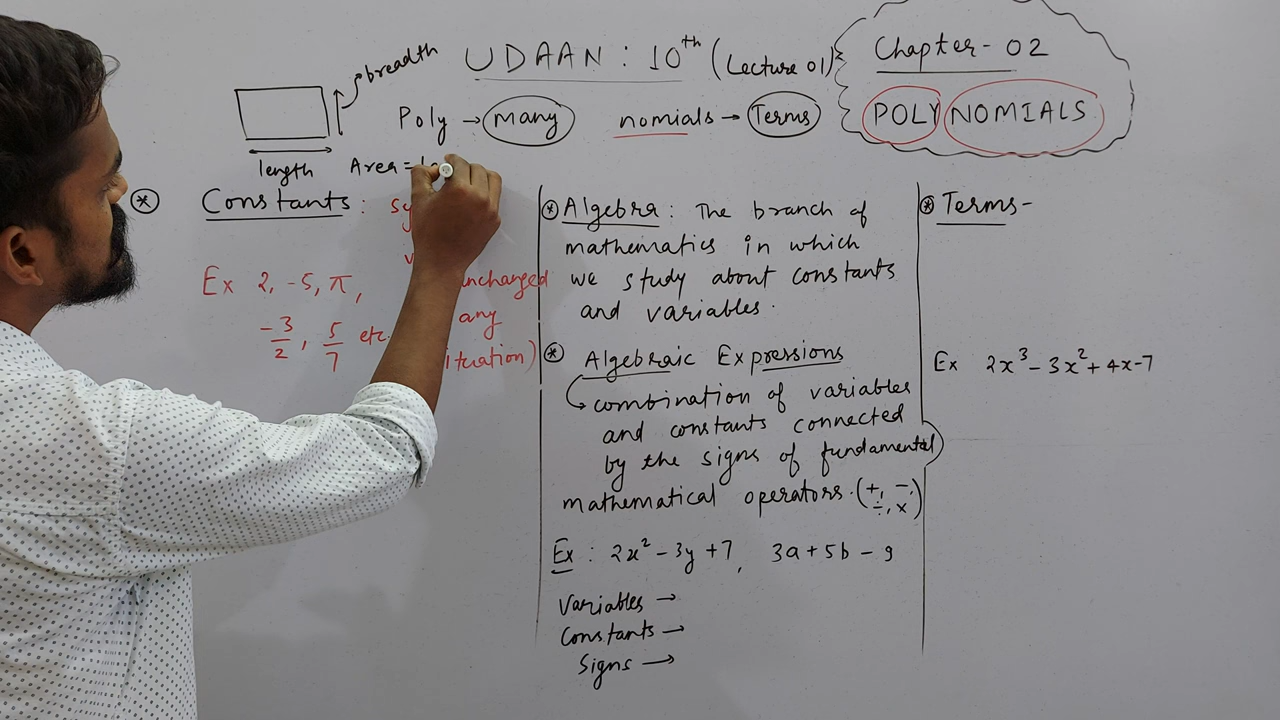 UDAAN : 10th (Lecture 01)
Chapter- 02
POLYNOMIALS
breadth
length
Poly → Many
nomials → Terms
Area =
* Constants :
Ex 2, -5, π,
-3/2, 5/7 etc
unchanged
any
ituation)
* Algebra : The branch of
mathematics in which
we study about constants
and variables.
* Algebraic Expressions
combination of variables
and constants connected
by the signs of fundamental
mathematical operators. (+, -, ÷, ×)
Ex : 2x² - 3y + 7, 3a + 5b - 9
Variables →
Constants →
Signs →
* Terms-
Ex 2x³ - 3x² + 4x - 7